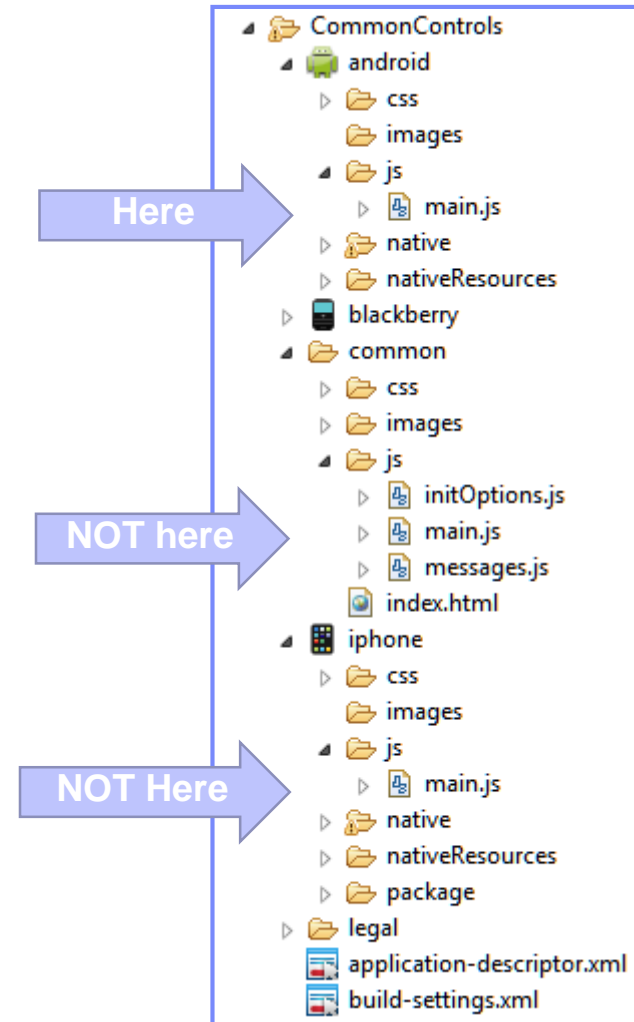 CommonControls
android
css
images
js
Here
main.js
native
nativeResources
blackberry
common
css
images
js
initOptions.js
NOT here
main.js
messages.js
index.html
iphone
css
images
js
NOT Here
main.js
native
nativeResources
package
legal
application-descriptor.xml
build-settings.xml